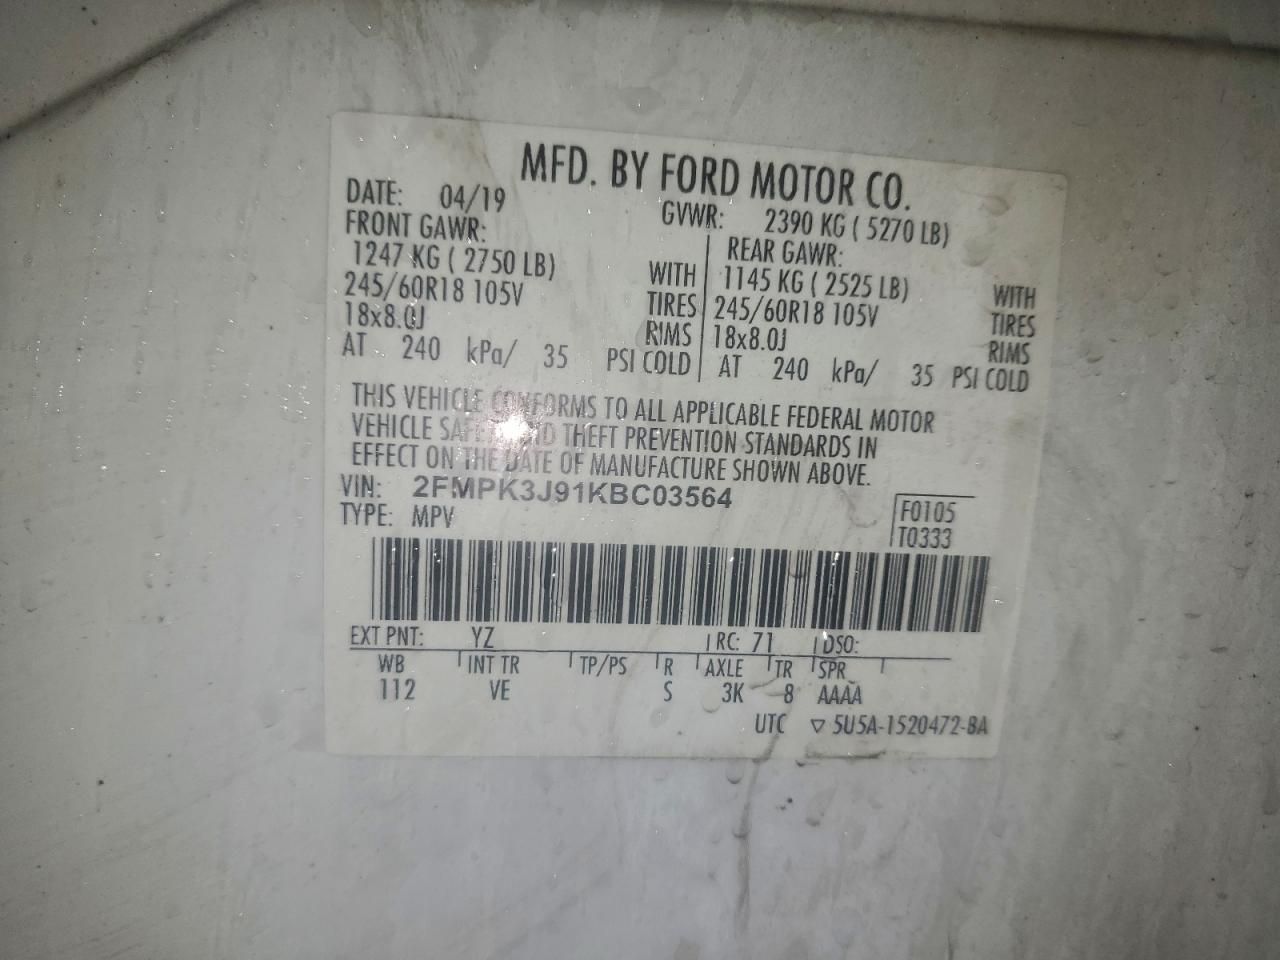 MFD. BY FORD MOTOR CO.
DATE: 04/19 GVWR: 2390 KG ( 5270 LB)
FRONT GAWR: REAR GAWR:
1247 KG ( 2750 LB) WITH 1145 KG ( 2525 LB) WITH
245/60R18 105V TIRES 245/60R18 105V TIRES
18x8.0J RIMS 18x8.0J RIMS
AT 240 kPa/ 35 PSI COLD AT 240 kPa/ 35 PSI COLD
THIS VEHICLE CONFORMS TO ALL APPLICABLE FEDERAL MOTOR
VEHICLE SAFETY AND THEFT PREVENTION STANDARDS IN
EFFECT ON THE DATE OF MANUFACTURE SHOWN ABOVE.
VIN: 2FMPK3J91KBC03564
TYPE: MPV
F0105
T0333
EXT PNT: YZ RC: 71 DSO:
WB INT TR TP/PS R AXLE TR SPR
112 VE S 3K 8 AAAA
UTC ▽ 5U5A-1520472-BA